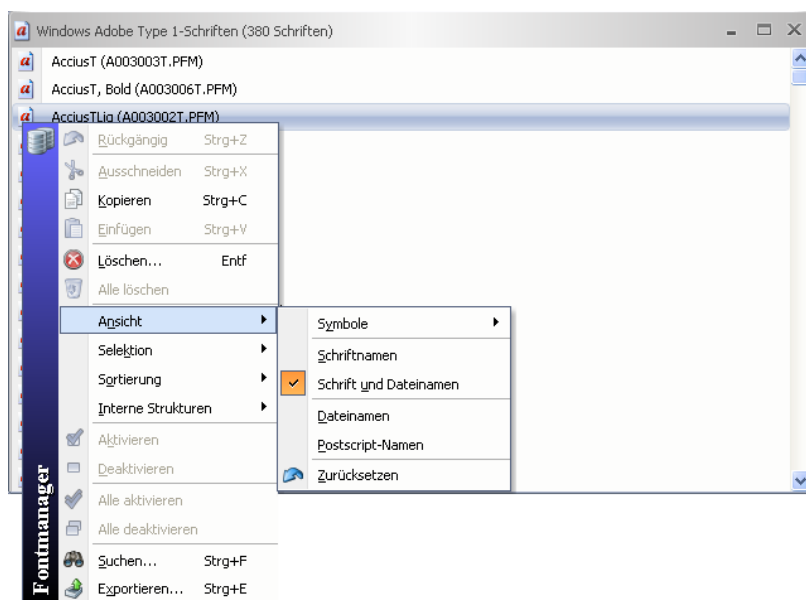 Windows Adobe Type 1-Schriften (380 Schriften)
AcciusT (A003003T.PFM)
AcciusT, Bold (A003006T.PFM)
AcciusTLig (A003002T.PFM)
Rückgängig Strg+Z
Ausschneiden Strg+X
Kopieren Strg+C
Einfügen Strg+V
Löschen... Entf
Alle löschen
Ansicht
Selektion
Sortierung
Interne Strukturen
Aktivieren
Deaktivieren
Alle aktivieren
Alle deaktivieren
Suchen... Strg+F
Exportieren... Strg+E
Fontmanager
Symbole
Schriftnamen
Schrift und Dateinamen
Dateinamen
Postscript-Namen
Zurücksetzen